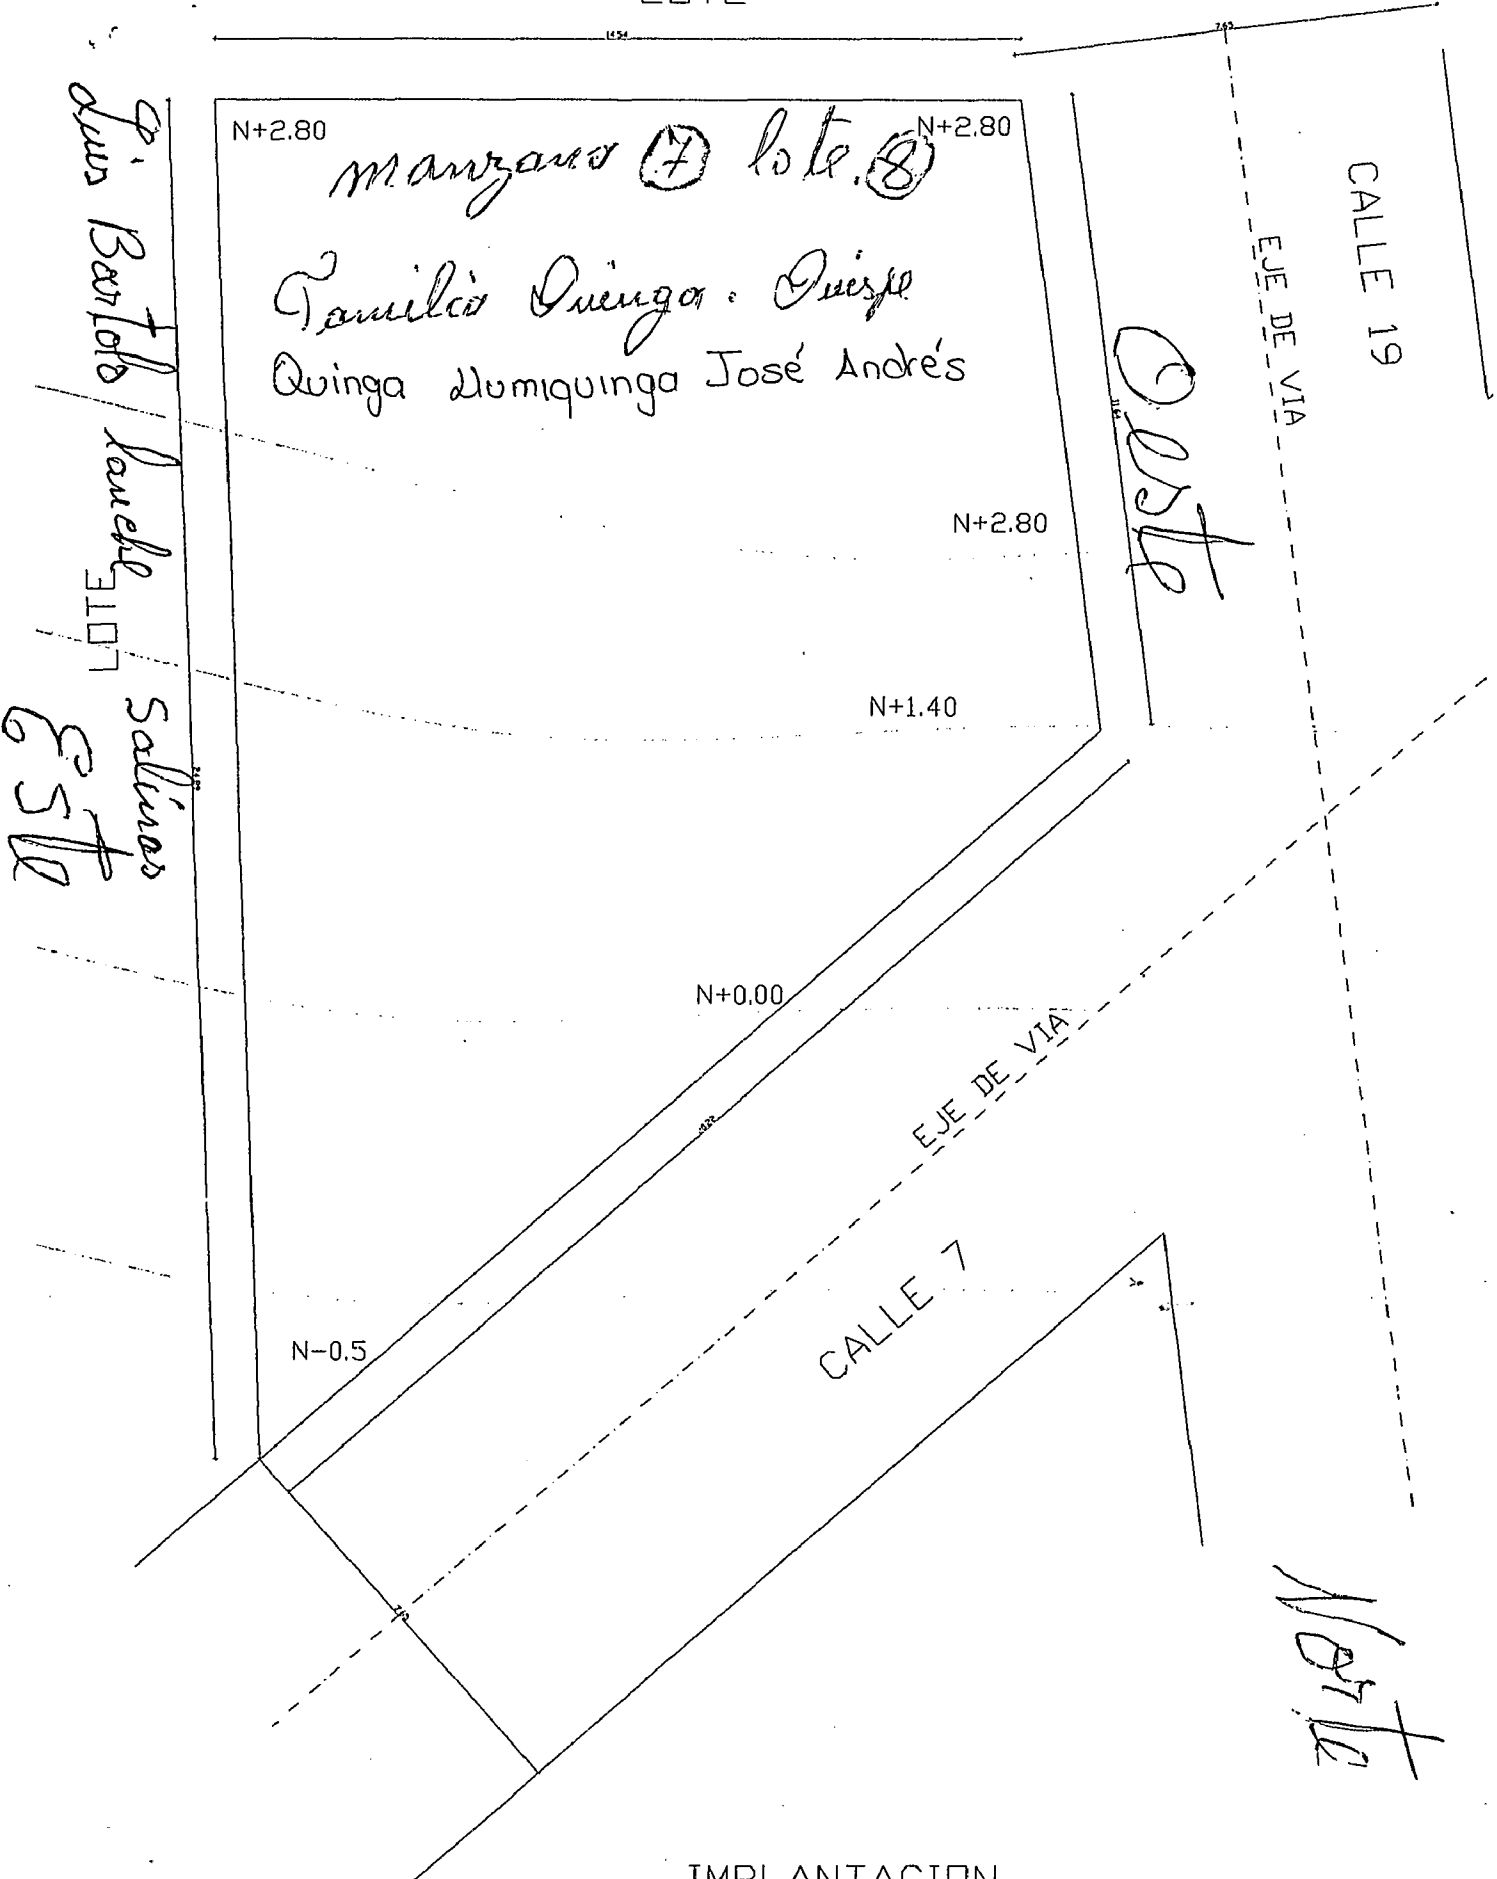 LOTE
1454
765
N+2.80
N+2.80
manzana 7 lote. 8
Familia Quinga. Quispe
Quinga Llumiquinga José Andrés
Luis Bartolo
Salinas
LOTE
Este
CALLE 19
EJE DE VIA
Oeste
N+2.80
N+1.40
N+0.00
EJE DE VIA
CALLE 7
N-0.5
Norte
IMPLANTACION